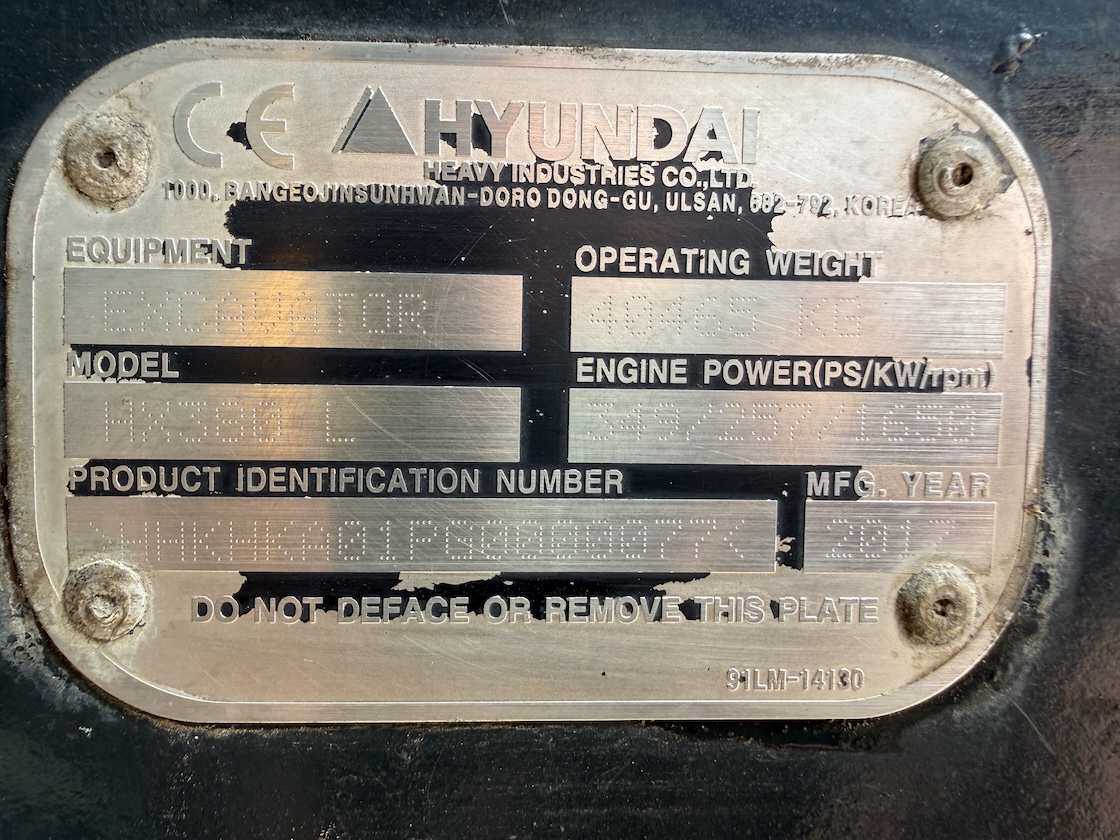 CE HYUNDAI
HEAVY INDUSTRIES CO.,LTD
1000, BANGEOJINSUNHWAN-DORO DONG-GU, ULSAN, 682-792, KOREA
EQUIPMENT OPERATING WEIGHT
EXCAVATOR 40465 KG
MODEL ENGINE POWER(PS/KW/rpm)
HX380 L 349/257/1650
PRODUCT IDENTIFICATION NUMBER MFG. YEAR
2017
DO NOT DEFACE OR REMOVE THIS PLATE
91LM-14130